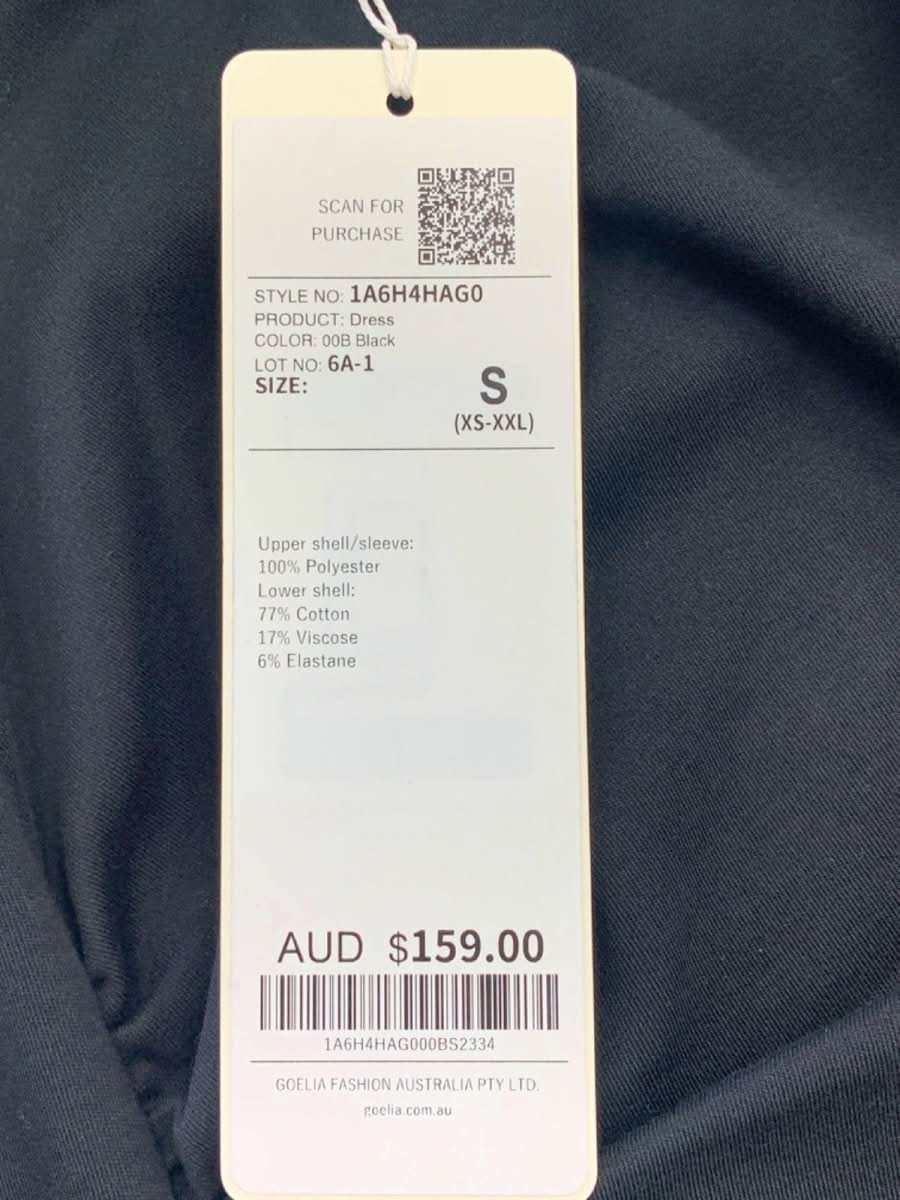 SCAN FOR
PURCHASE
STYLE NO: 1A6H4HAG0
PRODUCT: Dress
COLOR: 00B Black
LOT NO: 6A-1
SIZE:
S
(XS-XXL)
Upper shell/sleeve:
100% Polyester
Lower shell:
77% Cotton
17% Viscose
6% Elastane
AUD $159.00
1A6H4HAG000BS2334
GOELIA FASHION AUSTRALIA PTY LTD.
goelia.com.au